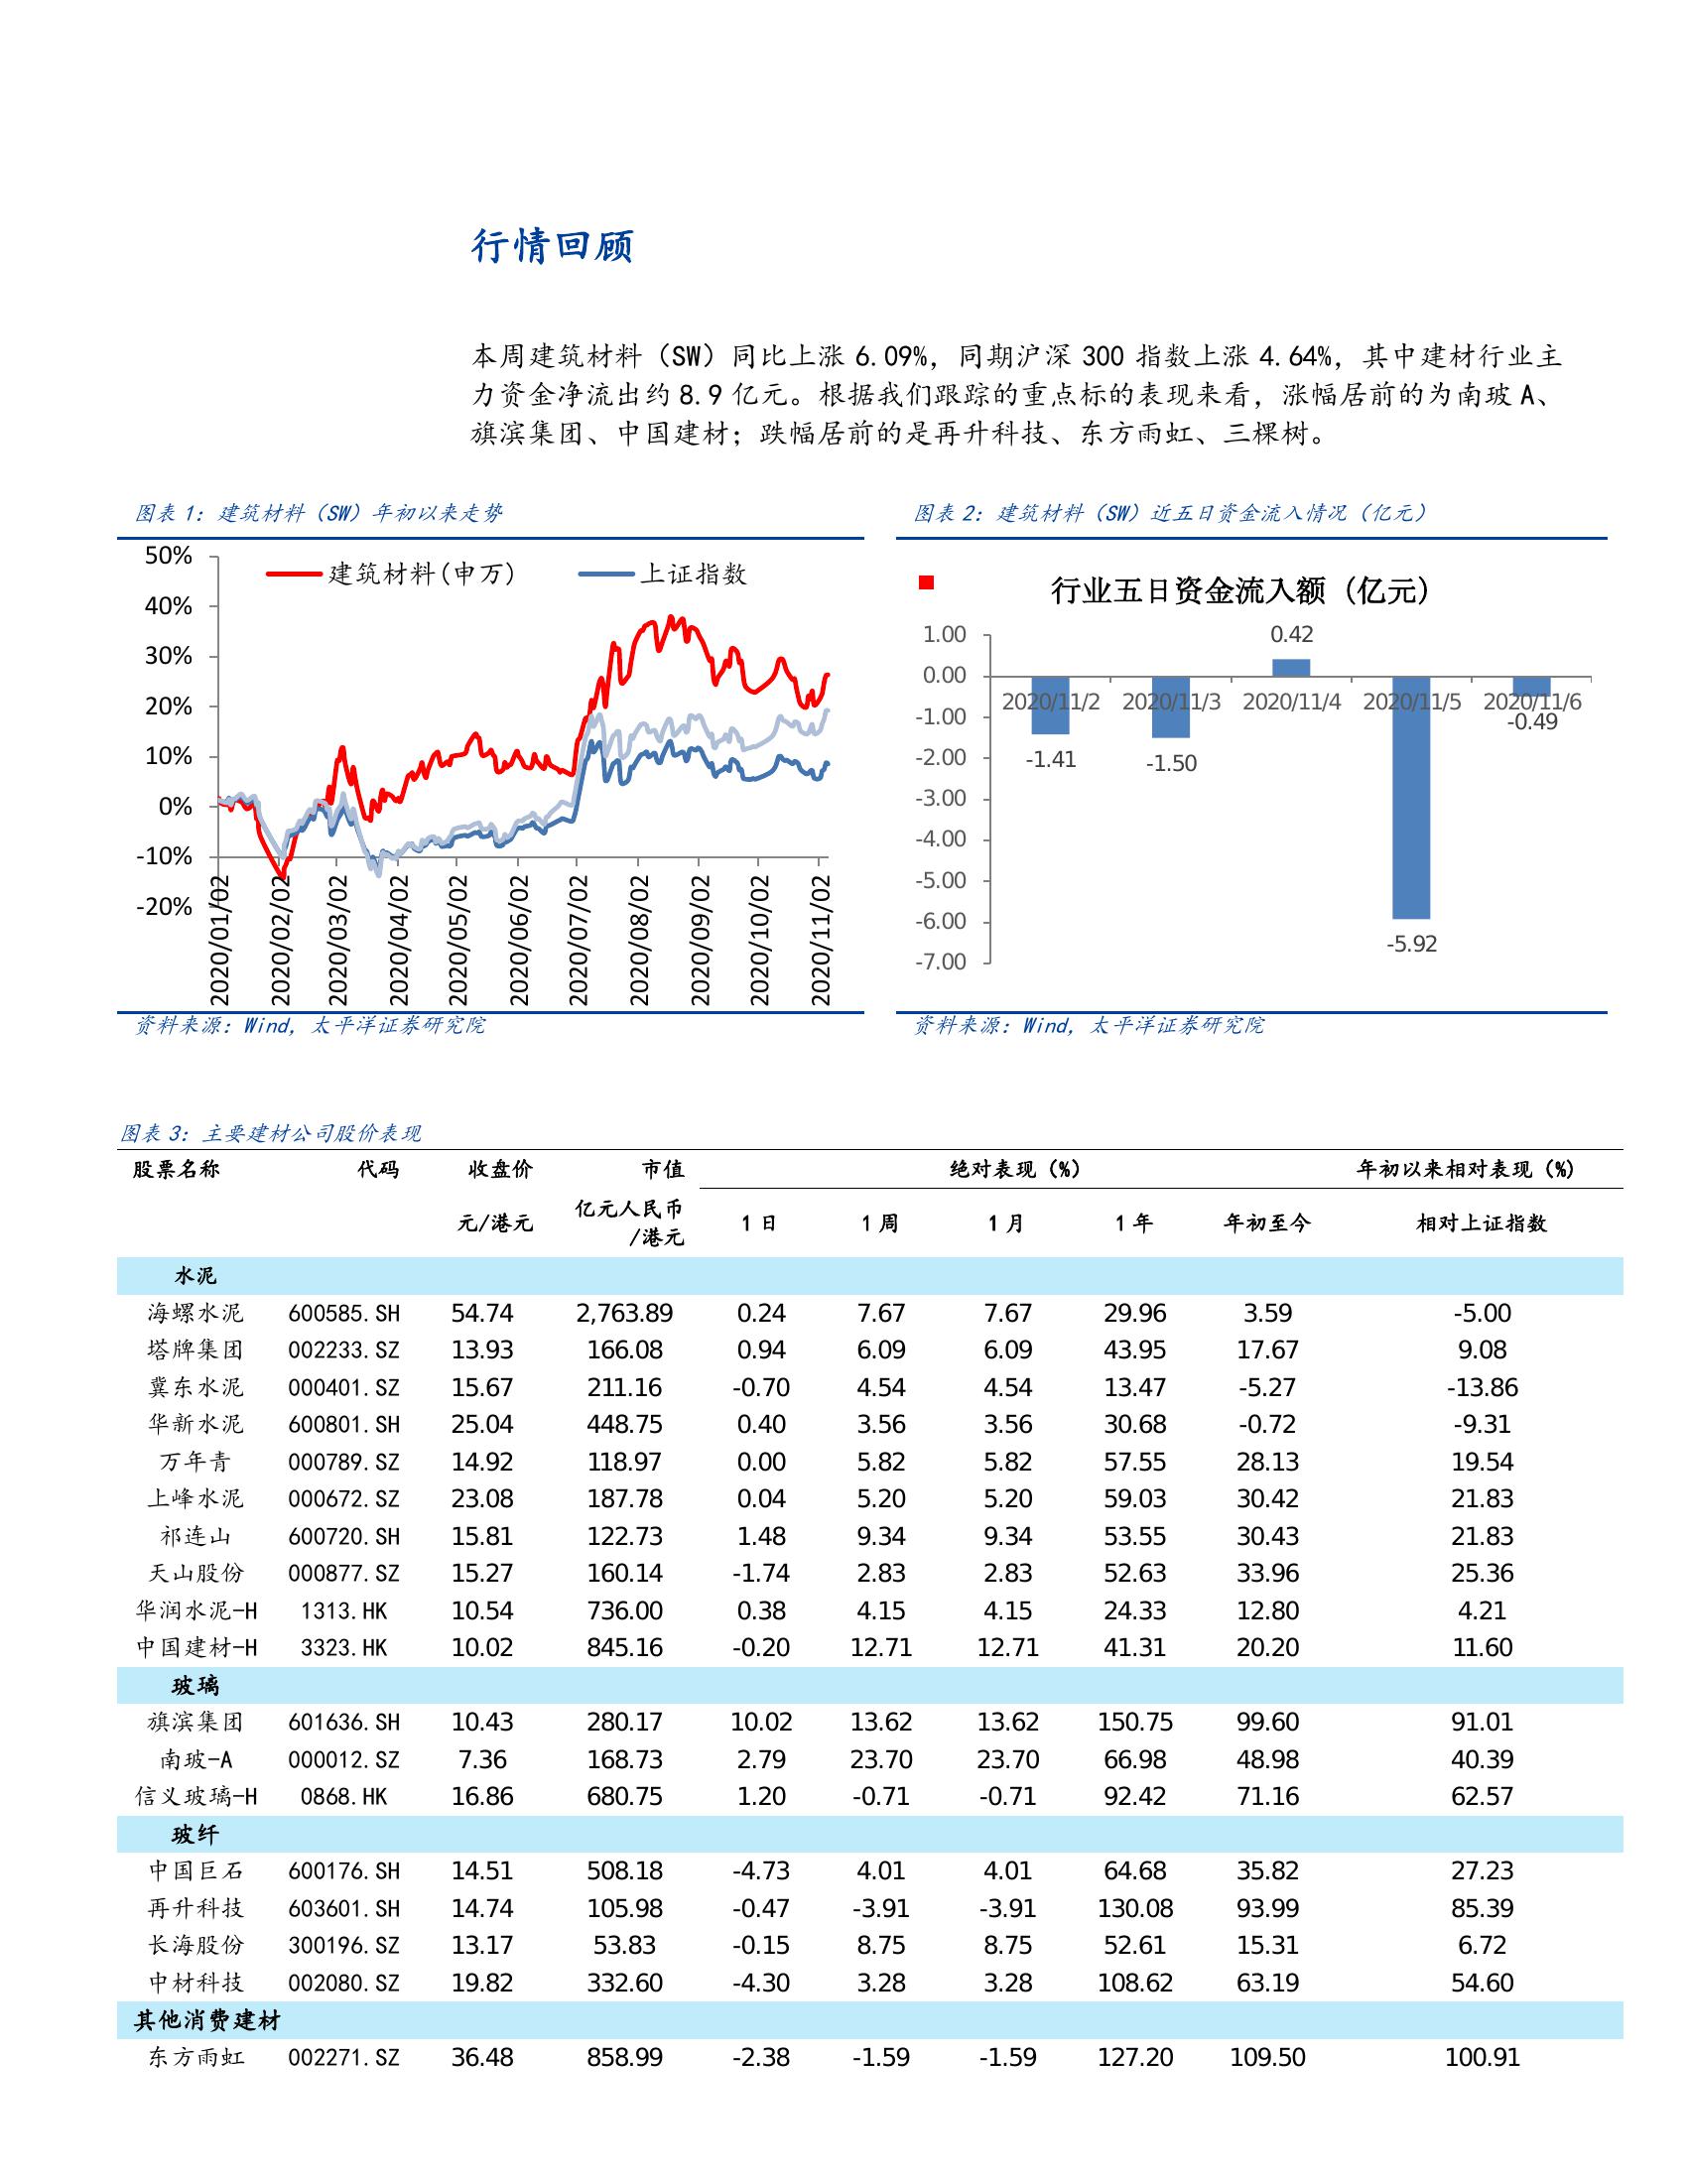 行情回顾
本周建筑材料（SW）同比上涨 6.09%，同期沪深 300 指数上涨 4.64%，其中建材行业主
力资金净流出约 8.9 亿元。根据我们跟踪的重点标的表现来看，涨幅居前的为南玻 A、
旗滨集团、中国建材；跌幅居前的是再升科技、东方雨虹、三棵树。
图表 1：建筑材料（SW）年初以来走势
建筑材料(申万) 上证指数
50%
40%
30%
20%
10%
0%
-10%
-20%
2020/01/02 2020/02/02 2020/03/02 2020/04/02 2020/05/02 2020/06/02 2020/07/02 2020/08/02 2020/09/02 2020/10/02 2020/11/02
资料来源：Wind，太平洋证券研究院
图表 2：建筑材料（SW）近五日资金流入情况（亿元）
行业五日资金流入额（亿元）
1.00
0.00
-1.00
-2.00
-3.00
-4.00
-5.00
-6.00
-7.00
2020/11/2 2020/11/3 2020/11/4 2020/11/5 2020/11/6
-1.41 -1.50 0.42 -5.92 -0.49
资料来源：Wind，太平洋证券研究院
图表 3：主要建材公司股价表现
股票名称 代码 收盘价 市值 绝对表现（%） 年初以来相对表现（%）
元/港元 亿元人民币/港元 1 日 1 周 1 月 1 年 年初至今 相对上证指数
水泥
海螺水泥 600585.SH 54.74 2,763.89 0.24 7.67 7.67 29.96 3.59 -5.00
塔牌集团 002233.SZ 13.93 166.08 0.94 6.09 6.09 43.95 17.67 9.08
冀东水泥 000401.SZ 15.67 211.16 -0.70 4.54 4.54 13.47 -5.27 -13.86
华新水泥 600801.SH 25.04 448.75 0.40 3.56 3.56 30.68 -0.72 -9.31
万年青 000789.SZ 14.92 118.97 0.00 5.82 5.82 57.55 28.13 19.54
上峰水泥 000672.SZ 23.08 187.78 0.04 5.20 5.20 59.03 30.42 21.83
祁连山 600720.SH 15.81 122.73 1.48 9.34 9.34 53.55 30.43 21.83
天山股份 000877.SZ 15.27 160.14 -1.74 2.83 2.83 52.63 33.96 25.36
华润水泥-H 1313.HK 10.54 736.00 0.38 4.15 4.15 24.33 12.80 4.21
中国建材-H 3323.HK 10.02 845.16 -0.20 12.71 12.71 41.31 20.20 11.60
玻璃
旗滨集团 601636.SH 10.43 280.17 10.02 13.62 13.62 150.75 99.60 91.01
南玻-A 000012.SZ 7.36 168.73 2.79 23.70 23.70 66.98 48.98 40.39
信义玻璃-H 0868.HK 16.86 680.75 1.20 -0.71 -0.71 92.42 71.16 62.57
玻纤
中国巨石 600176.SH 14.51 508.18 -4.73 4.01 4.01 64.68 35.82 27.23
再升科技 603601.SH 14.74 105.98 -0.47 -3.91 -3.91 130.08 93.99 85.39
长海股份 300196.SZ 13.17 53.83 -0.15 8.75 8.75 52.61 15.31 6.72
中材科技 002080.SZ 19.82 332.60 -4.30 3.28 3.28 108.62 63.19 54.60
其他消费建材
东方雨虹 002271.SZ 36.48 858.99 -2.38 -1.59 -1.59 127.20 109.50 100.91